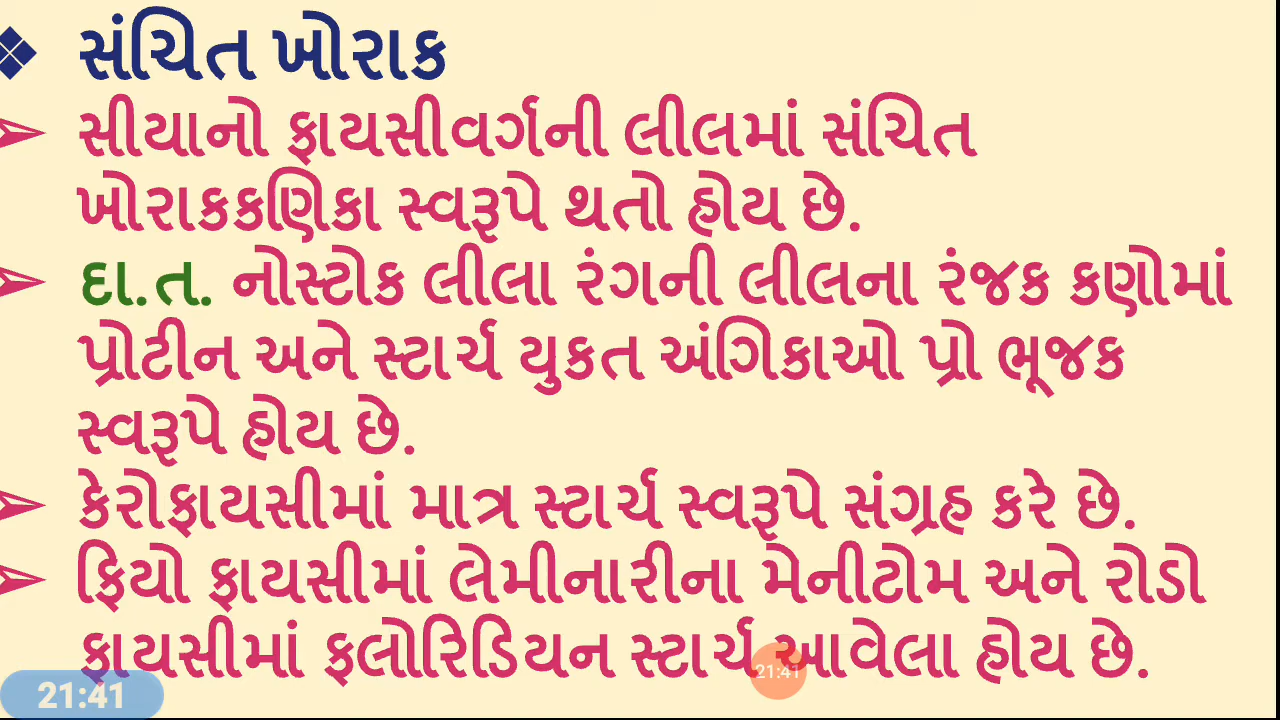 ❖ સંચિત ખોરાક
➢ સીયાનો ફાયસીવર્ગની લીલમાં સંચિત
ખોરાકકણિકા સ્વરૂપે થતો હોય છે.
➢ દા.ત. નોસ્ટોક લીલા રંગની લીલના રંજક કણોમાં
પ્રોટીન અને સ્ટાર્ચ યુકત અંગિકાઓ પ્રો ભૂજક
સ્વરૂપે હોય છે.
➢ કેરોફાયસીમાં માત્ર સ્ટાર્ચ સ્વરૂપે સંગ્રહ કરે છે.
➢ ફિયો ફાયસીમાં લેમીનારીના મેનીટોમ અને રોડો
ફાયસીમાં ફલોરિડિયન સ્ટાર્ચ આવેલા હોય છે.
21:41
21:41